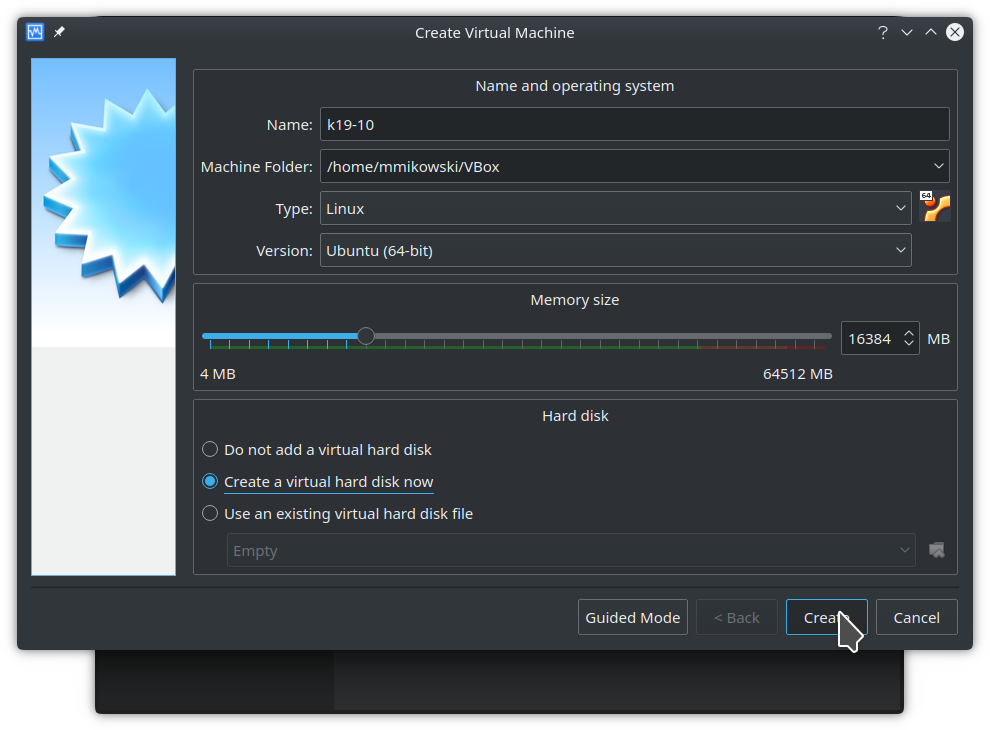 Create Virtual Machine
Name and operating system
Name: k19-10
Machine Folder: /home/mmikowski/VBox
Type: Linux
64
Version: Ubuntu (64-bit)
Memory size
16384 MB
4 MB 64512 MB
Hard disk
Do not add a virtual hard disk
Create a virtual hard disk now
Use an existing virtual hard disk file
Empty
Guided Mode < Back Create Cancel